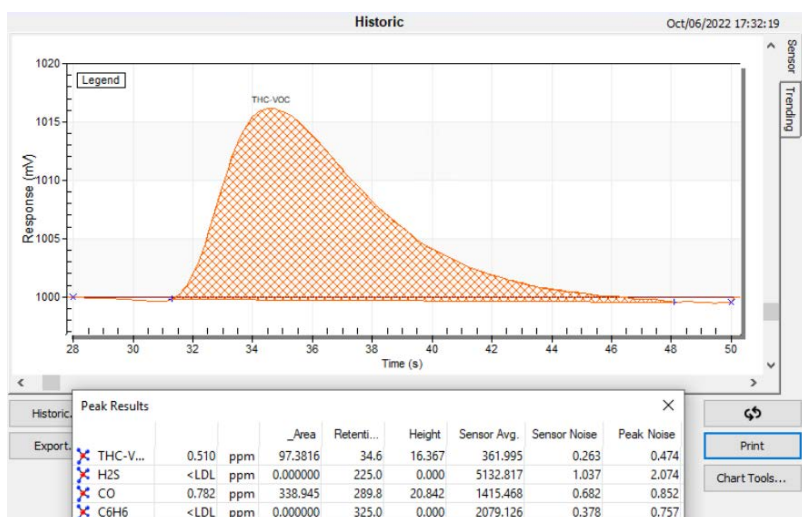 Historic
Oct/06/2022 17:32:19
Sensor
Trending
Legend
THC-VOC
Response (mV)
1020
1015
1010
1005
1000
28 30 32 34 36 38 40 42 44 46 48 50
Time (s)
Historic.
Export.
Print
Chart Tools...
Peak Results
_Area Retenti... Height Sensor Avg. Sensor Noise Peak Noise
THC-V... 0.510 ppm 97.3816 34.6 16.367 361.995 0.263 0.474
H2S <LDL ppm 0.000000 225.0 0.000 5132.817 1.037 2.074
CO 0.782 ppm 338.945 289.8 20.842 1415.468 0.682 0.852
C6H6 <LDL ppm 0.000000 325.0 0.000 2079.126 0.378 0.757